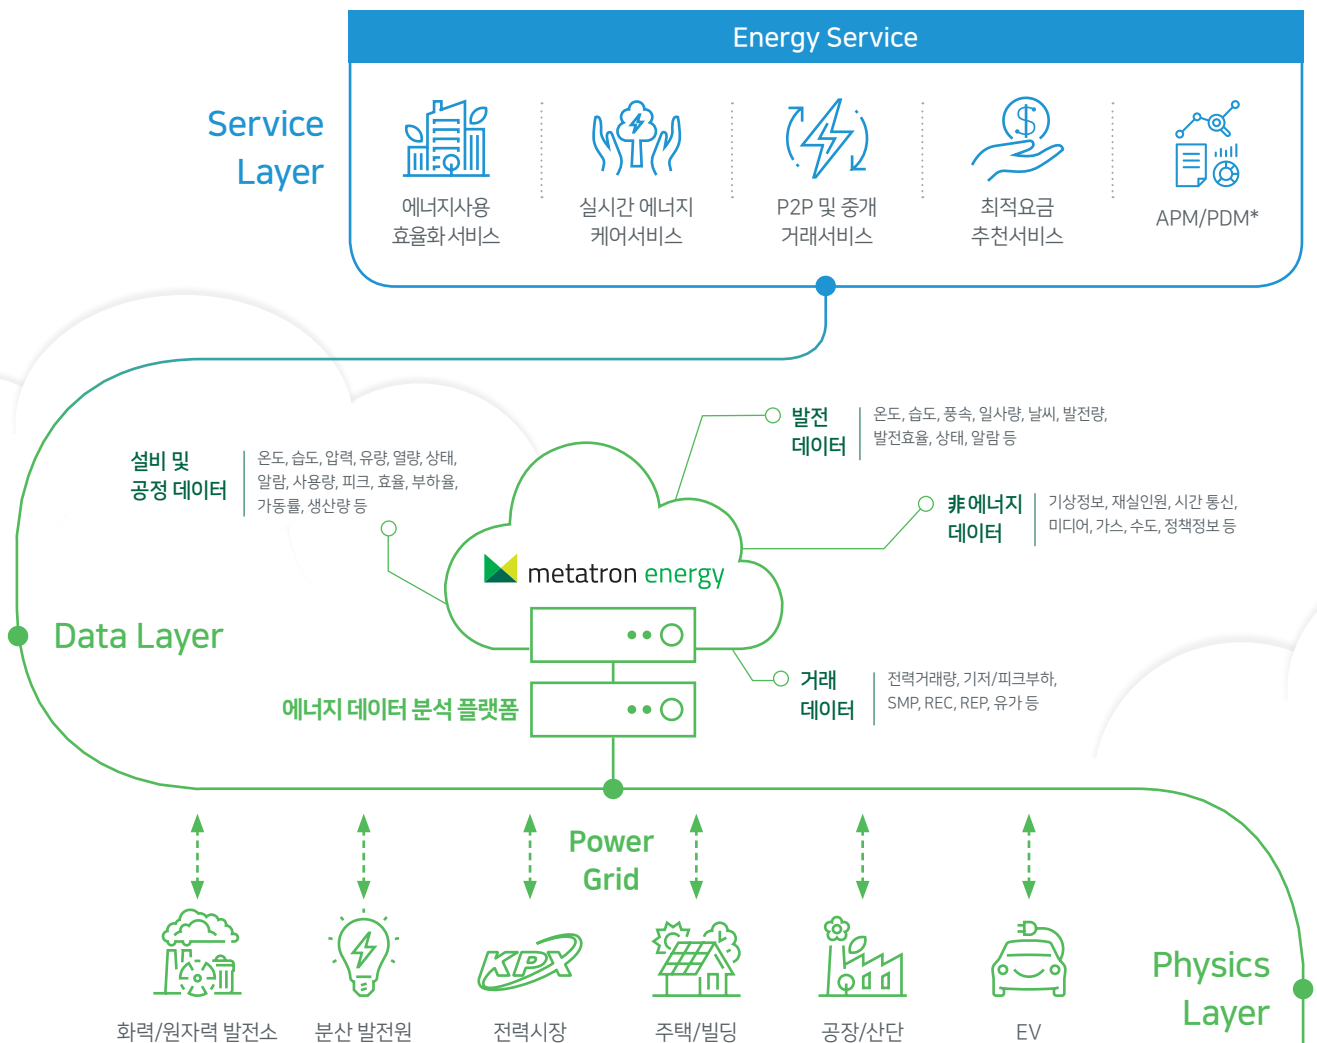 Energy Service
Service
Layer
에너지사용
효율화 서비스
실시간 에너지
케어서비스
P2P 및 중개
거래서비스
최적요금
추천서비스
APM/PDM*
발전
데이터
온도, 습도, 풍속, 일사량, 날씨, 발전량,
발전효율, 상태, 알람 등
설비 및
공정 데이터
온도, 습도, 압력, 유량, 열량, 상태,
알람, 사용량, 피크, 효율, 부하율,
가동률, 생산량 등
非에너지
데이터
기상정보, 재실인원, 시간 통신,
미디어, 가스, 수도, 정책정보 등
metatron energy
Data Layer
거래
데이터
전력거래량, 기저/피크부하,
SMP, REC, REP, 유가 등
에너지 데이터 분석 플랫폼
Power
Grid
KPX
Physics
Layer
화력/원자력 발전소
분산 발전원
전력시장
주택/빌딩
공장/산단
EV